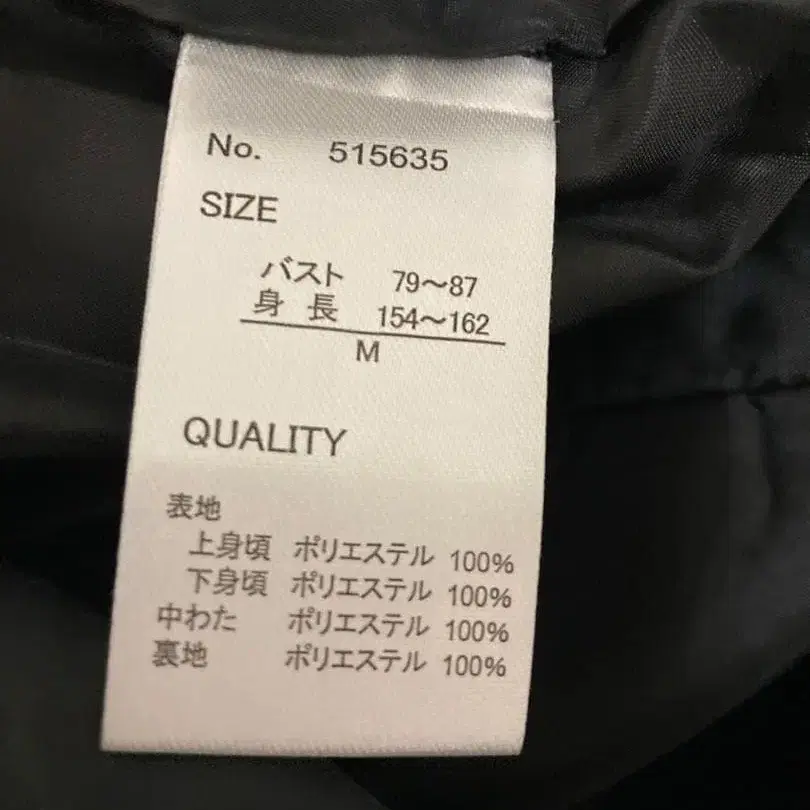 No. 515635
SIZE
バスト 79〜87
身長 154〜162
M
QUALITY
表地
上身頃 ポリエステル 100%
下身頃 ポリエステル 100%
中わた ポリエステル 100%
裏地 ポリエステル 100%